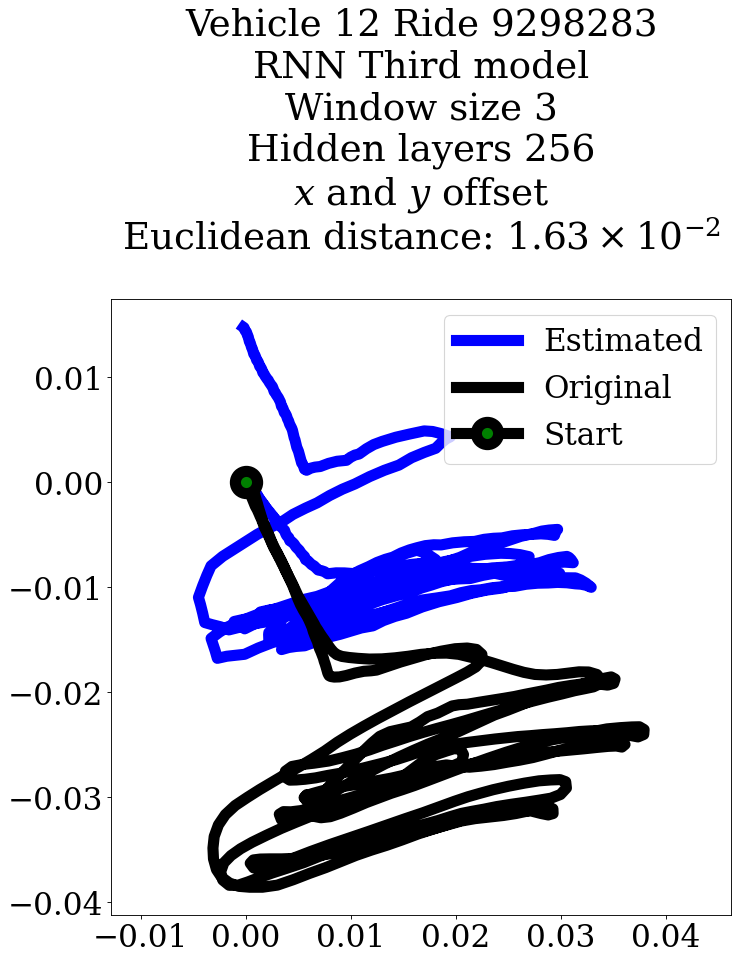 Vehicle 12 Ride 9298283
RNN Third model
Window size 3
Hidden layers 256
x and y offset
Euclidean distance: 1.63 × 10⁻²
Estimated
Original
Start
0.01
0.00
−0.01
−0.02
−0.03
−0.04
−0.01 0.00 0.01 0.02 0.03 0.04